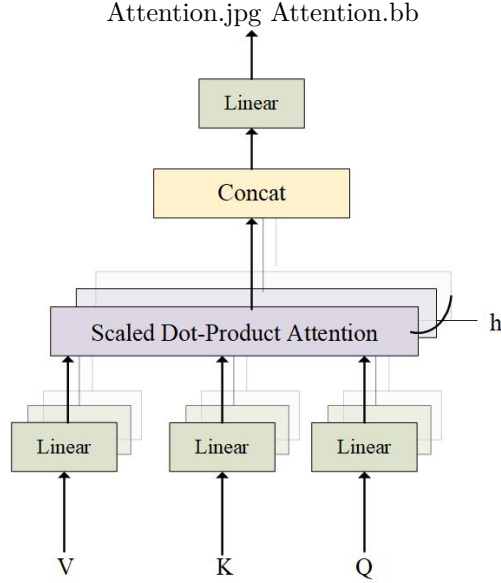 Attention.jpg Attention.bb
Linear
Concat
Scaled Dot-Product Attention
h
Linear Linear Linear
V K Q